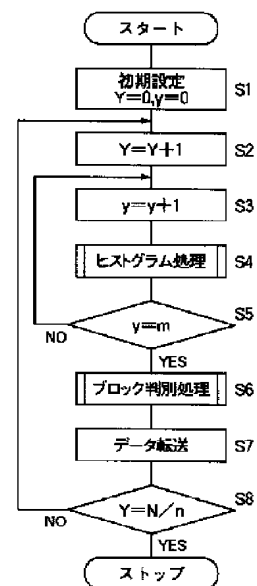 スタート
初期設定
Y=0,y=0
S1
Y=Y+1
S2
y=y+1
S3
ヒストグラム処理
S4
S5
y=m
NO
YES
ブロック判別処理
S6
データ転送
S7
S8
Y=N/n
NO
YES
ストップ